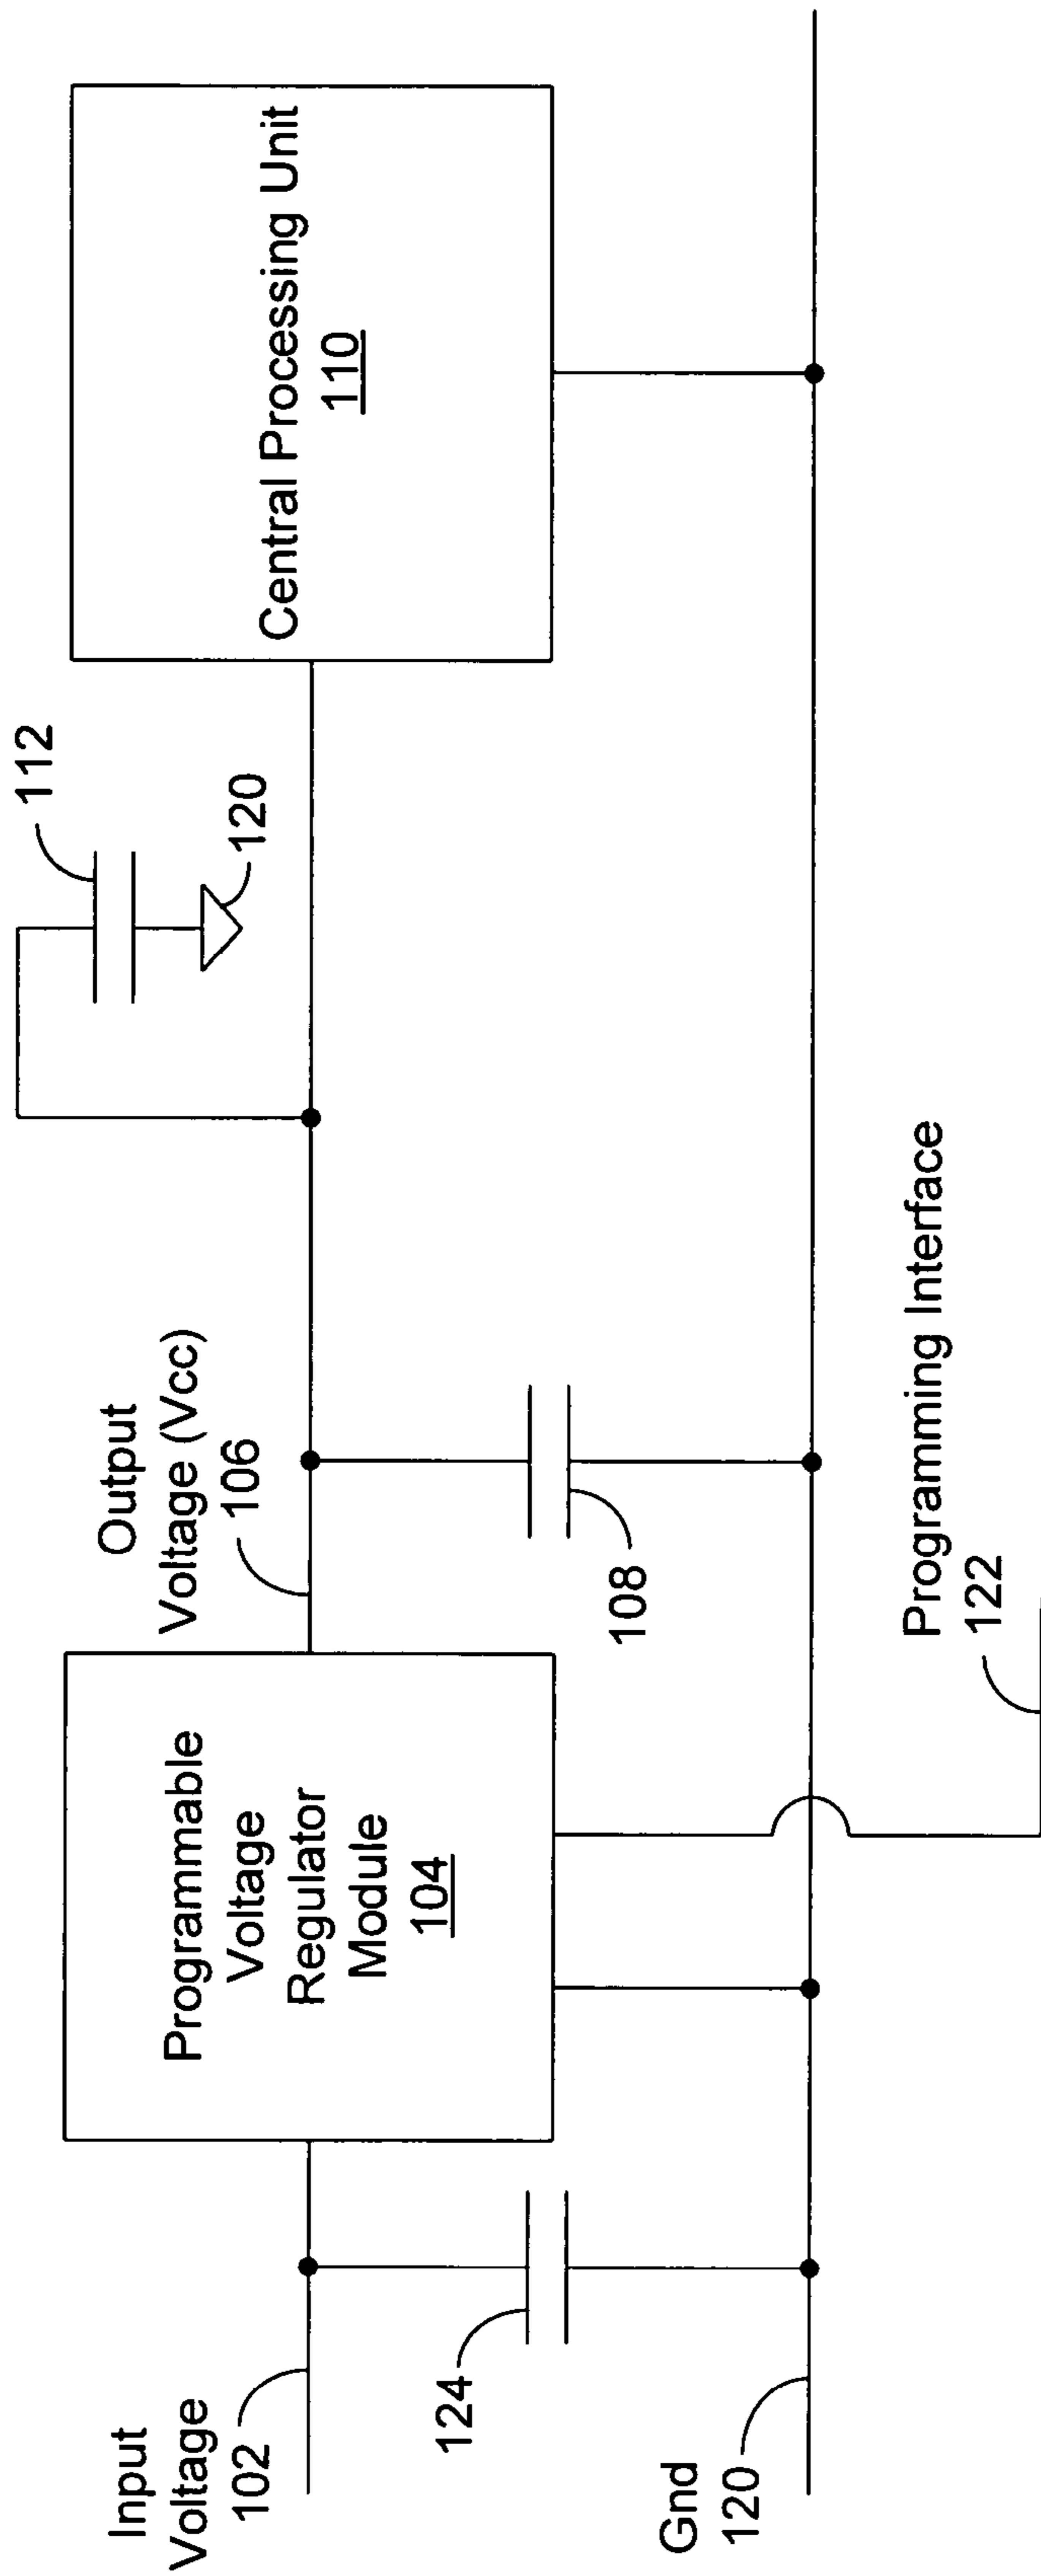 Input
Voltage
102
124
Gnd
120
Programmable
Voltage
Regulator
Module
104
Output
Voltage (Vcc)
106
108
Programming Interface
122
112
120
Central Processing Unit
110